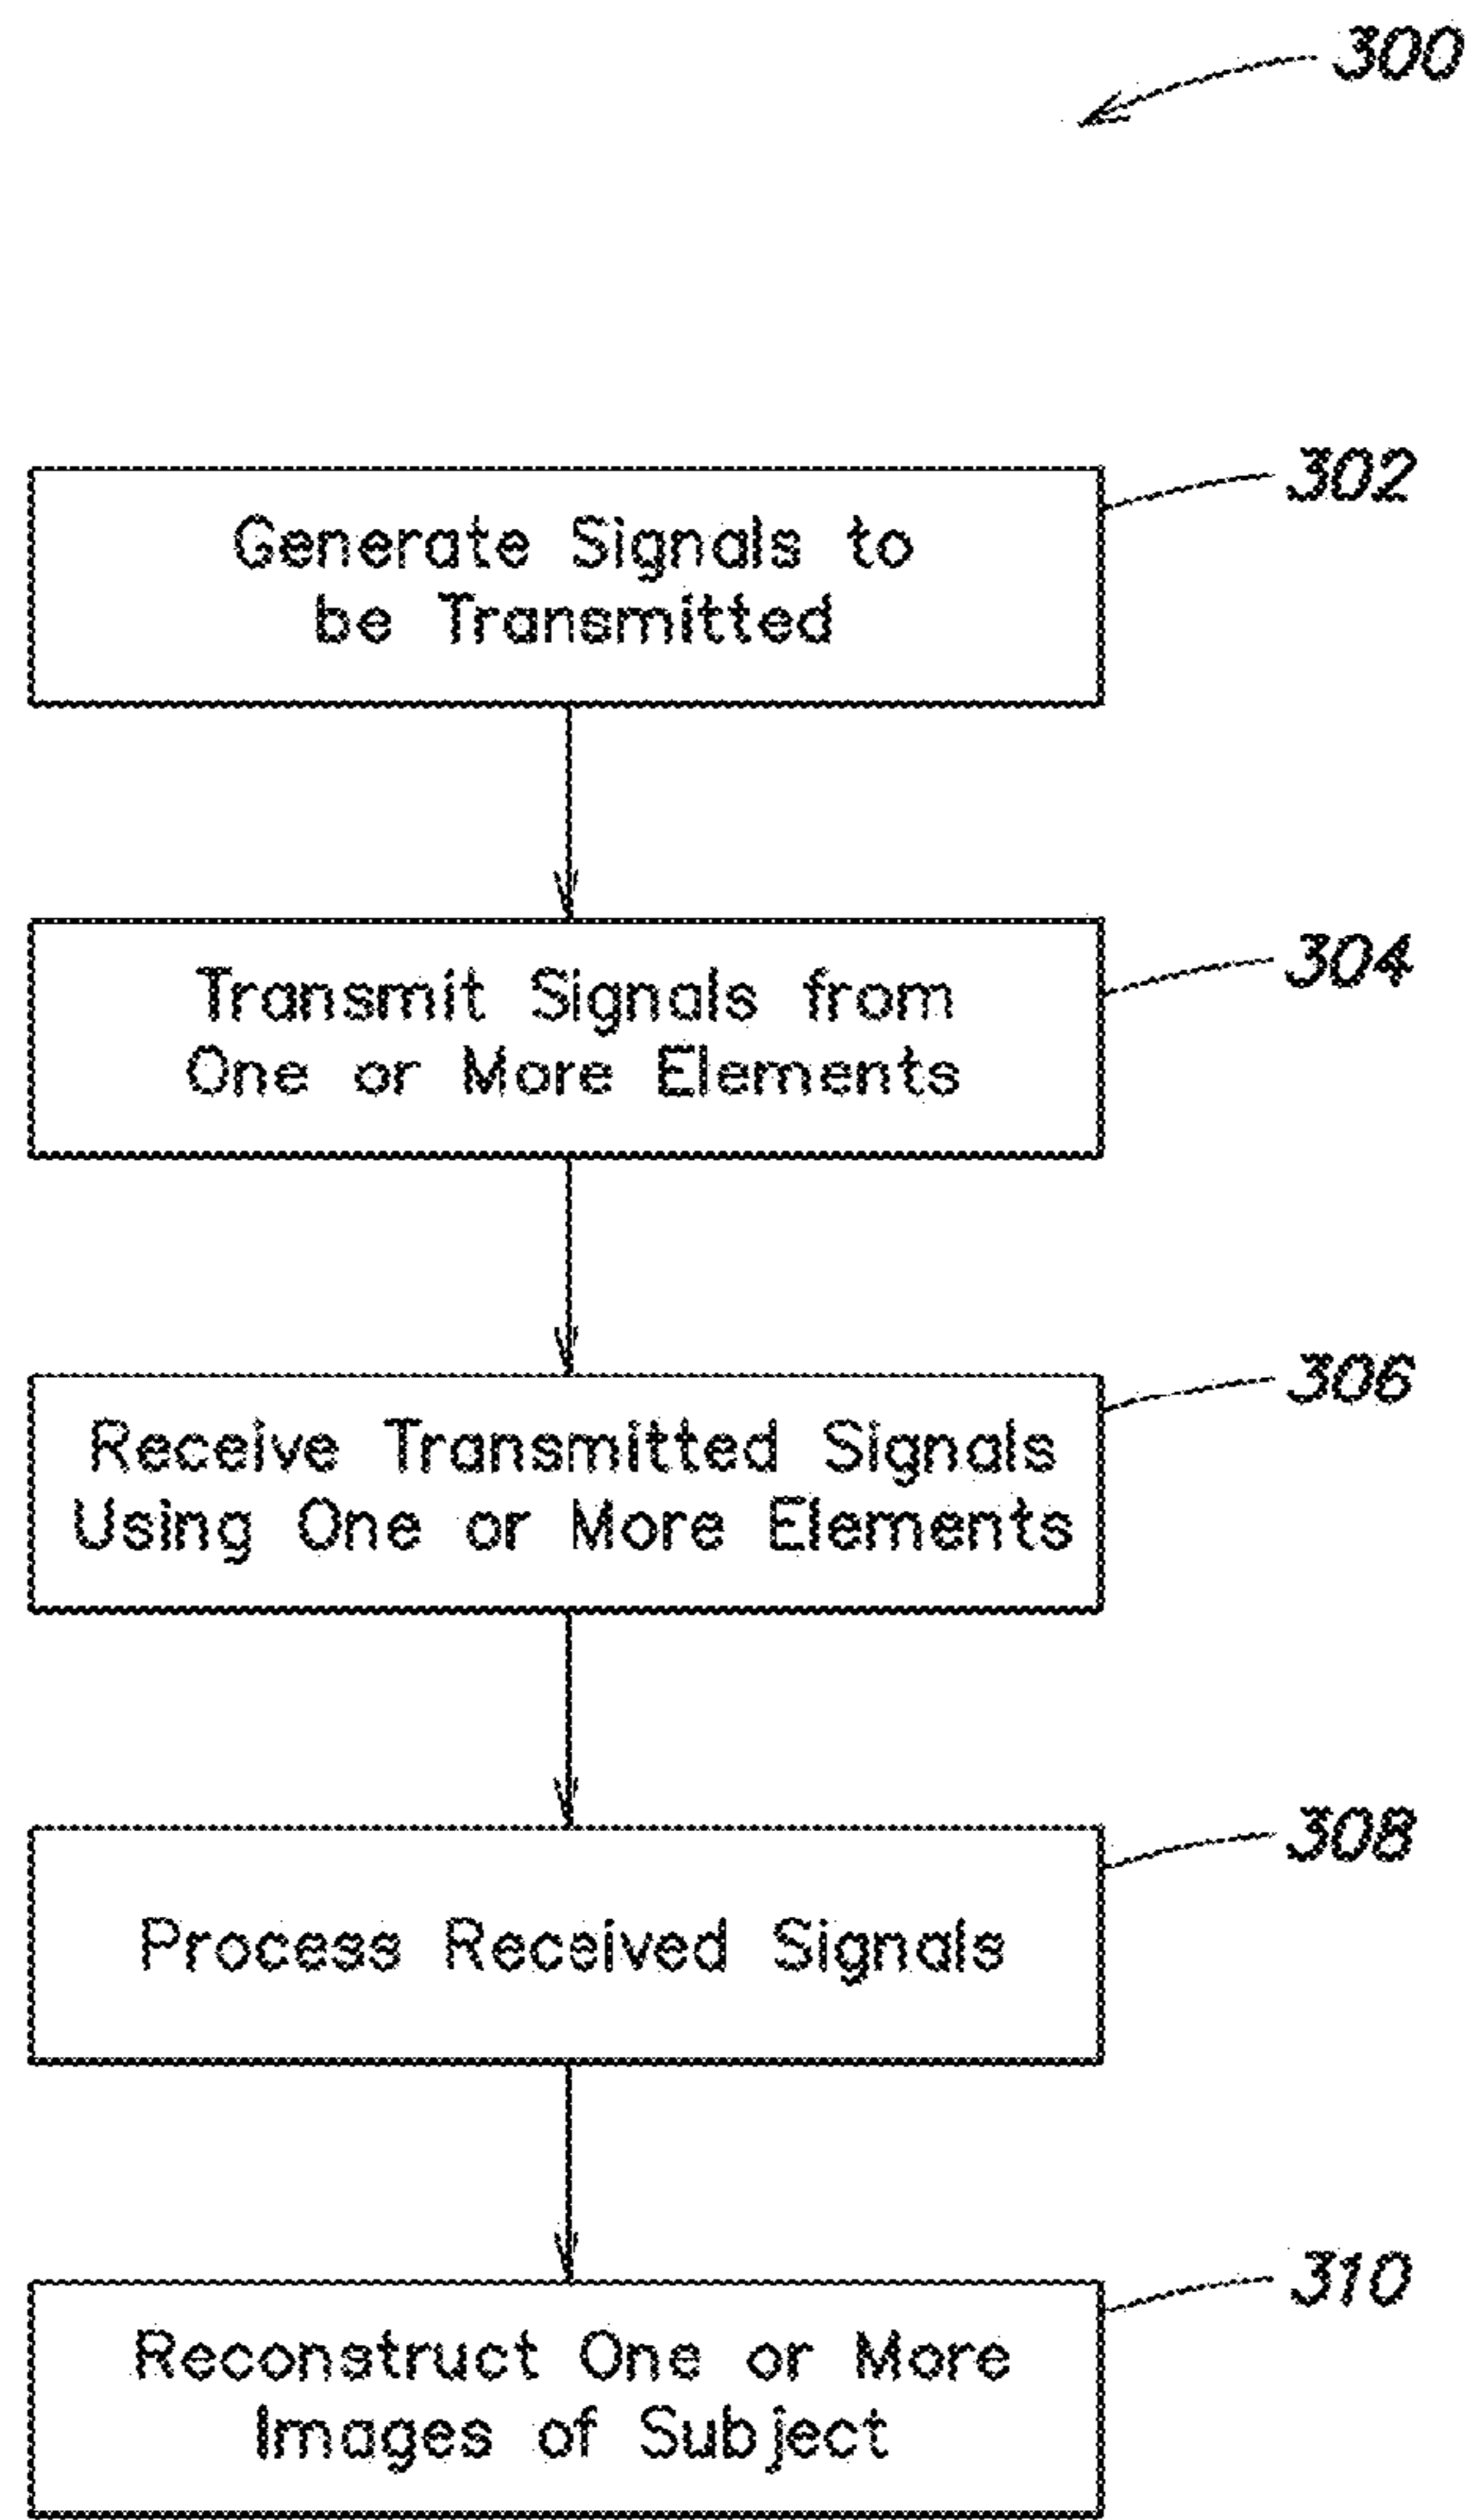 300
302
Generate Signals to
be Transmitted
304
Transmit Signals from
One or More Elements
306
Receive Transmitted Signals
Using One or More Elements
308
Process Received Signals
310
Reconstruct One or More
Images of Subject